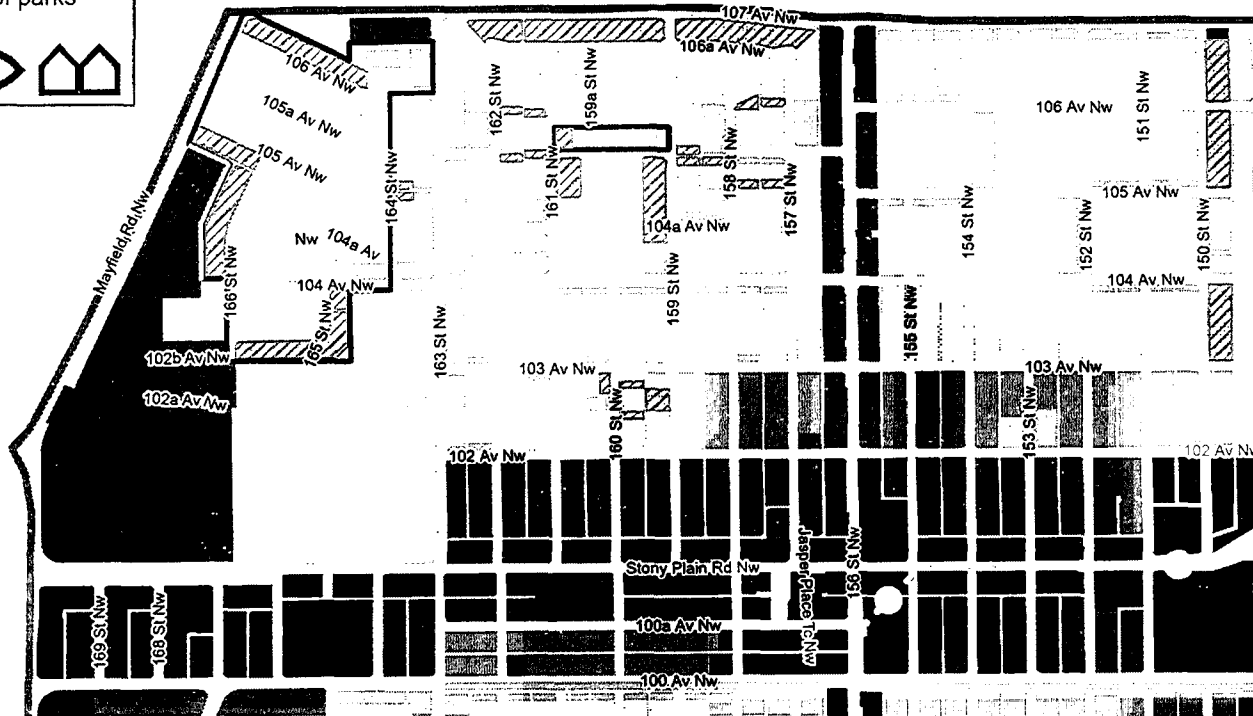 of parks
107 Av Nw
106a Av Nw
106 Av Nw
162 St Nw
159a St Nw
105a Av Nw
106 Av Nw
151 St Nw
105 Av Nw
164 St Nw
161 St Nw
158 St Nw
157 St Nw
105 Av Nw
Mayfield Rd Nw
Nw
104a Av
104a Av Nw
154 St Nw
152 St Nw
150 St Nw
166 St Nw
104 Av Nw
104 Av Nw
165 St Nw
163 St Nw
159 St Nw
155 St Nw
102b Av Nw
103 Av Nw
103 Av Nw
102a Av Nw
160 St Nw
153 St Nw
102 Av Nw
102 Av Nw
Stony Plain Rd Nw
Jasper Place Tc Nw
156 St Nw
169 St Nw
168 St Nw
100a Av Nw
100 Av Nw